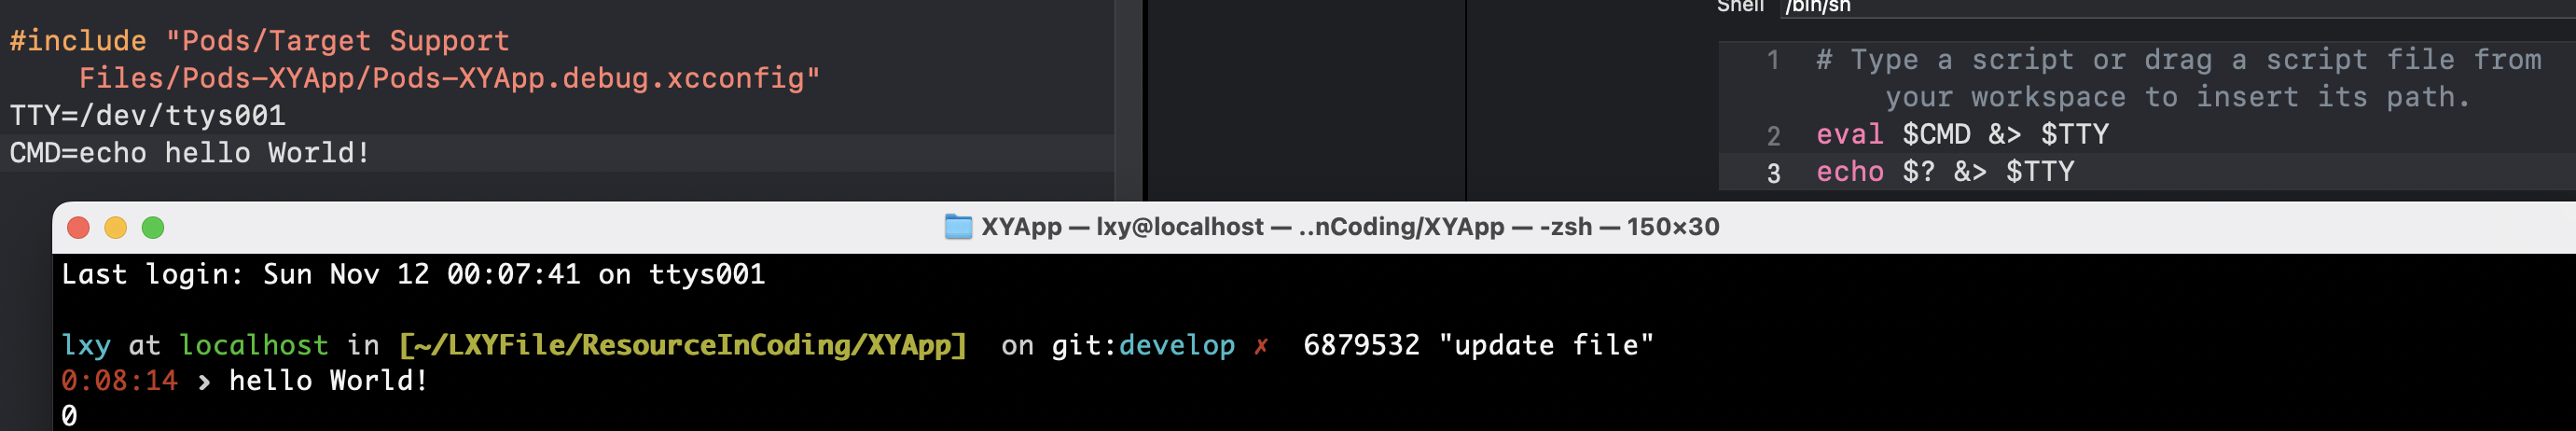 #include "Pods/Target Support
Files/Pods-XYApp/Pods-XYApp.debug.xcconfig"
TTY=/dev/ttys001
CMD=echo hello World!
Shell /bin/sh
1 # Type a script or drag a script file from
your workspace to insert its path.
2 eval $CMD &> $TTY
3 echo $? &> $TTY
XYApp — lxy@localhost — ..nCoding/XYApp — -zsh — 150×30
Last login: Sun Nov 12 00:07:41 on ttys001
lxy at localhost in [~/LXYFile/ResourceInCoding/XYApp] on git:develop ✗ 6879532 "update file"
0:08:14 › hello World!
0